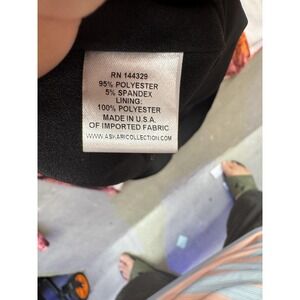 RN 144329
95% POLYESTER
5% SPANDEX
LINING:
100% POLYESTER
MADE IN U.S.A.
OF IMPORTED FABRIC
WWW.ASKARICOLLECTION.COM